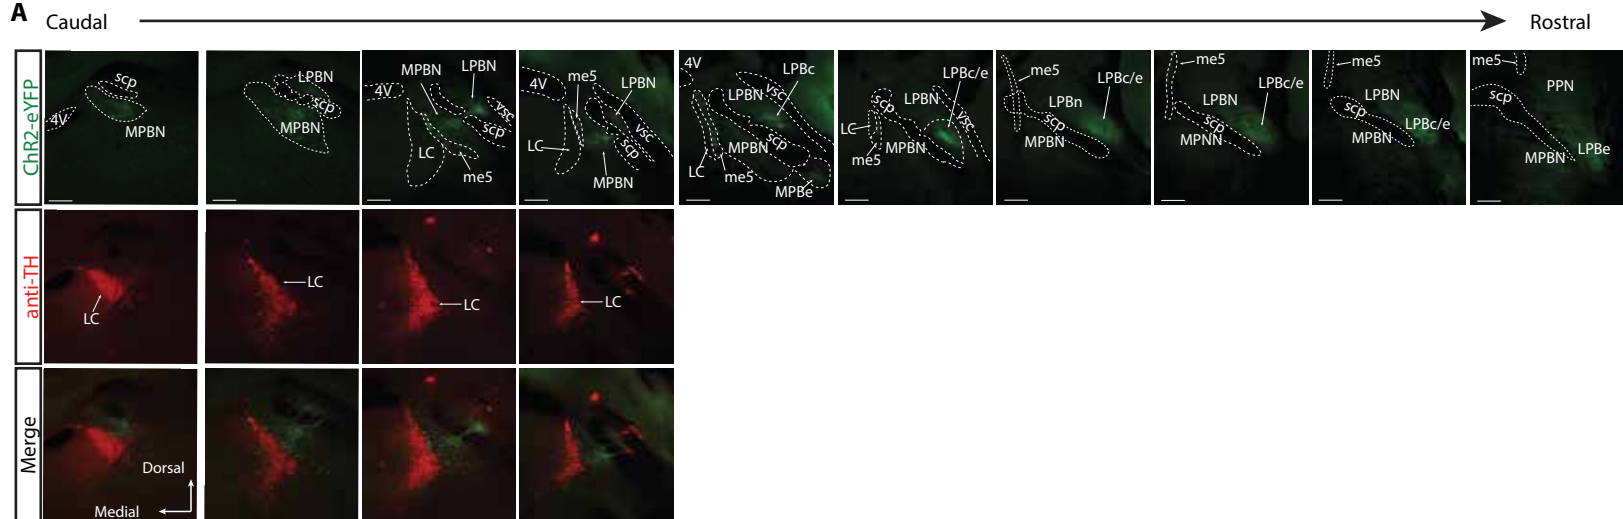 A
Caudal
Rostral
ChR2-eYFP
4V
scp
MPBN
LPBN
scp
MPBN
4V
MPBN
LPBN
vsc
scp
LC
me5
4V
me5
LPBN
vsc
scp
LC
MPBN
4V
LPBN
vsc
LPBc
scp
MPBN
LC
me5
MPBe
scp
LPBN
LPBc/e
vsc
LC
me5
MPBN
me5
LPBn
LPBc/e
scp
MPBN
me5
LPBN
LPBc/e
scp
MPNN
me5
LPBN
scp
LPBc/e
MPBN
me5
PPN
scp
MPBN
LPBe
anti-TH
LC
LC
LC
LC
Merge
Dorsal
Medial